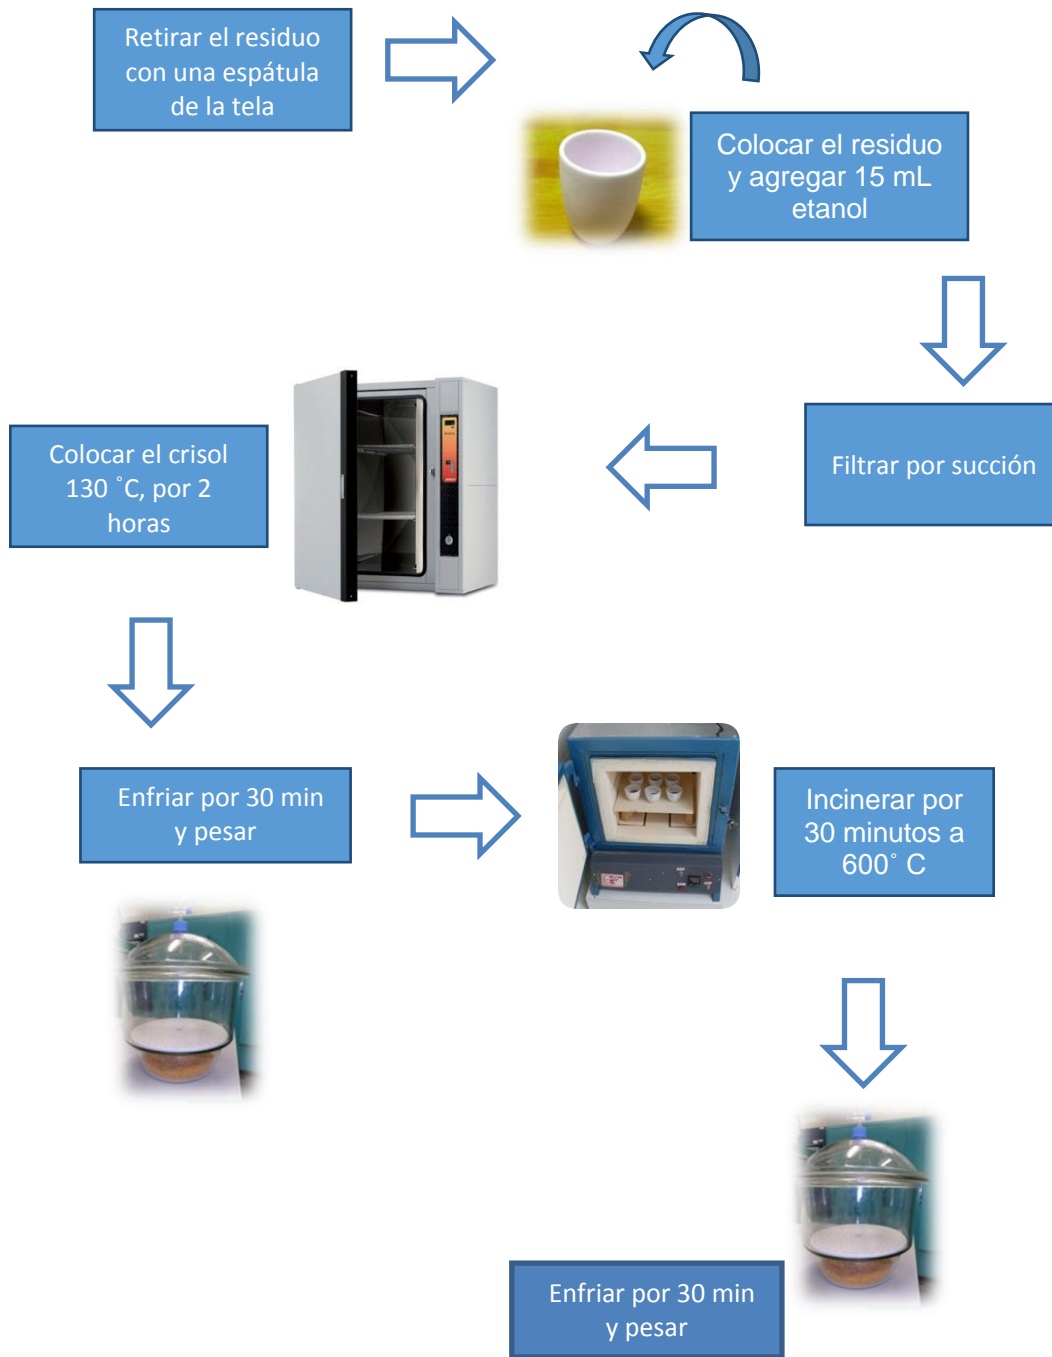 Retirar el residuo
con una espátula
de la tela
Colocar el residuo
y agregar 15 mL
etanol
Filtrar por succión
Colocar el crisol
130 ˚C, por 2
horas
Enfriar por 30 min
y pesar
Incinerar por
30 minutos a
600˚ C
Enfriar por 30 min
y pesar